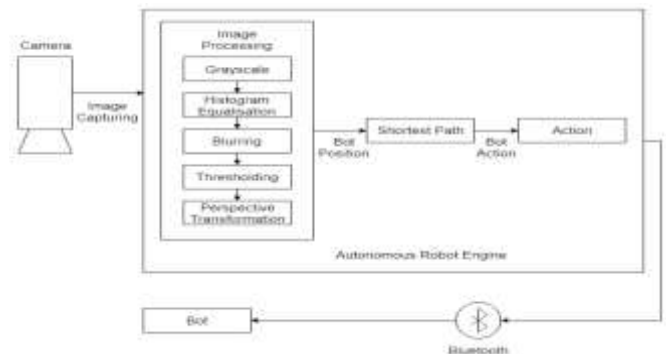 Camera
Image
Capturing
Image
Processing
Grayscale
Histogram
Equalisation
Blurring
Thresholding
Perspective
Transformation
Bot
Position
Shortest Path
Bot
Action
Action
Autonomous Robot Engine
Bot
Bluetooth